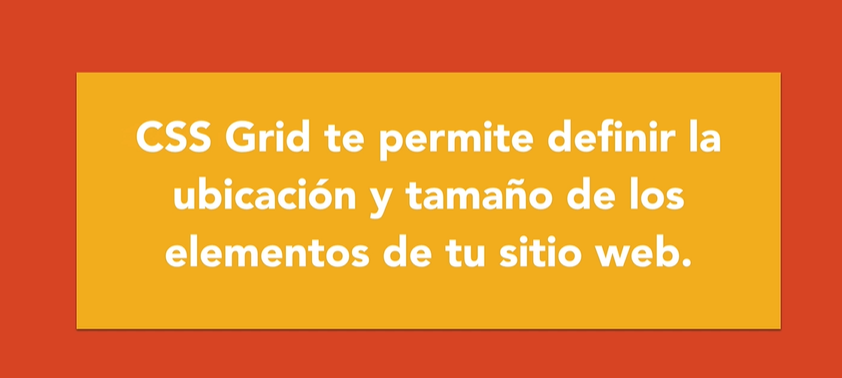 CSS Grid te permite definir la
ubicación y tamaño de los
elementos de tu sitio web.